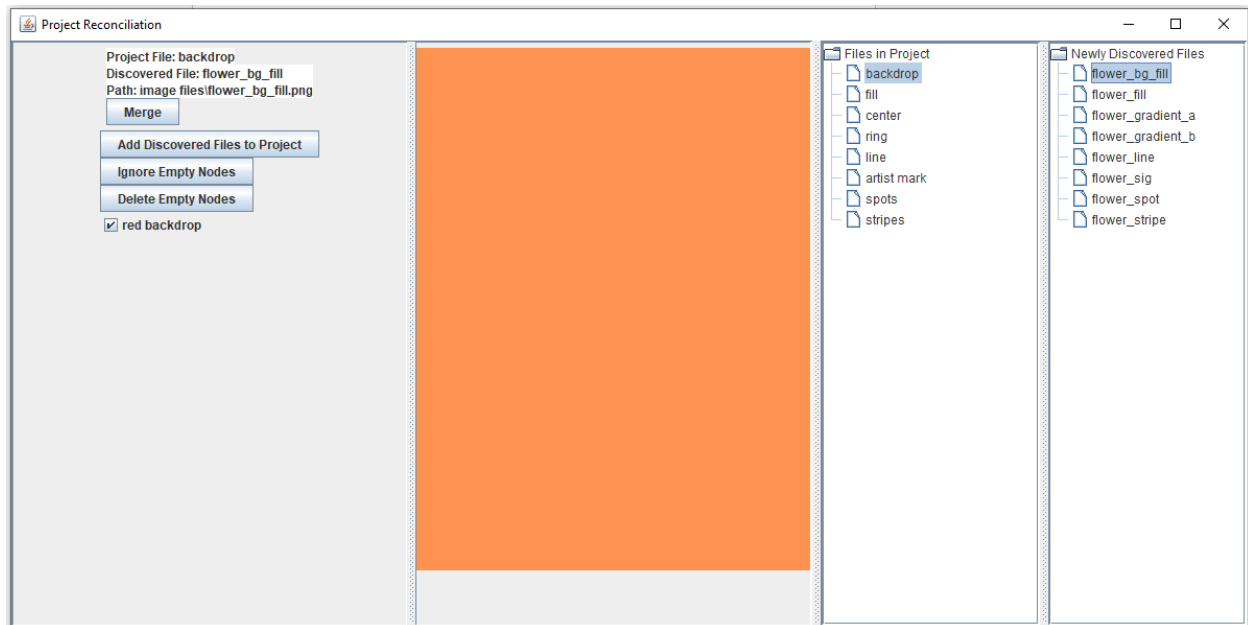 Project Reconciliation
Project File: backdrop
Discovered File: flower_bg_fill
Path: image files\flower_bg_fill.png
Merge
Add Discovered Files to Project
Ignore Empty Nodes
Delete Empty Nodes
red backdrop
Files in Project
backdrop
fill
center
ring
line
artist mark
spots
stripes
Newly Discovered Files
flower_bg_fill
flower_fill
flower_gradient_a
flower_gradient_b
flower_line
flower_sig
flower_spot
flower_stripe